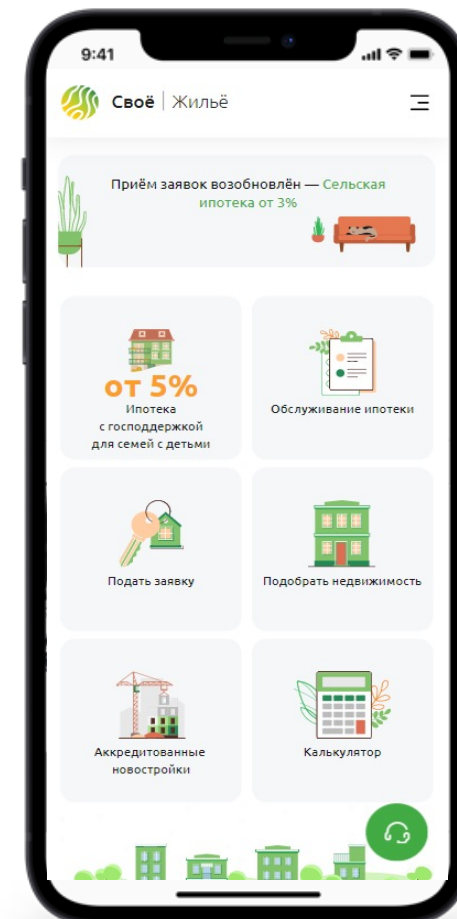 9:41
Своё | Жильё
Приём заявок возобновлён — Сельская
ипотека от 3%
от 5%
Ипотека
с господдержкой
для семей с детьми
Обслуживание ипотеки
Подать заявку
Подобрать недвижимость
Аккредитованные
новостройки
Калькулятор